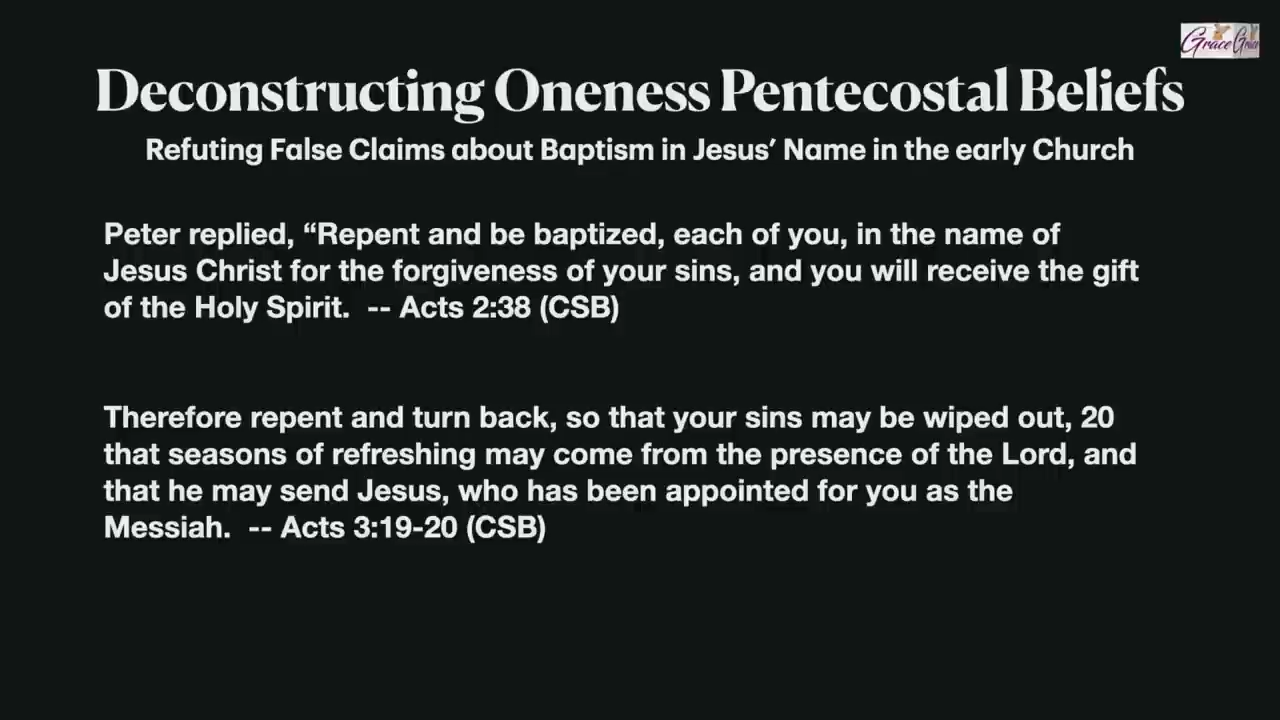 Grace
Deconstructing Oneness Pentecostal Beliefs
Refuting False Claims about Baptism in Jesus’ Name in the early Church
Peter replied, “Repent and be baptized, each of you, in the name of
Jesus Christ for the forgiveness of your sins, and you will receive the gift
of the Holy Spirit.  -- Acts 2:38 (CSB)
Therefore repent and turn back, so that your sins may be wiped out, 20
that seasons of refreshing may come from the presence of the Lord, and
that he may send Jesus, who has been appointed for you as the
Messiah.  -- Acts 3:19-20 (CSB)